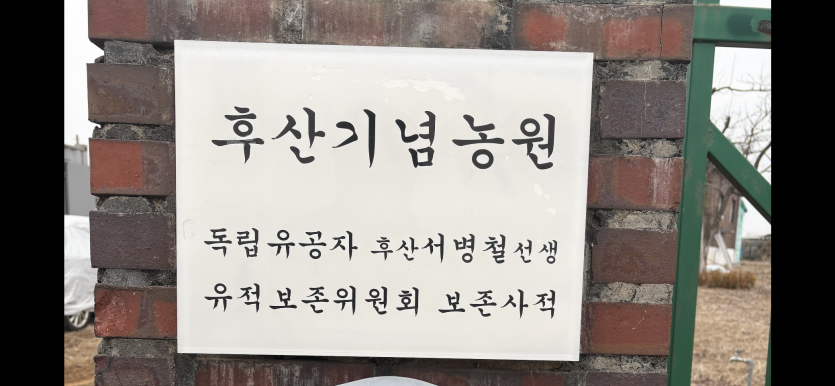 후산기념농원
독립유공자 후산서병철선생
유적보존위원회 보존사적